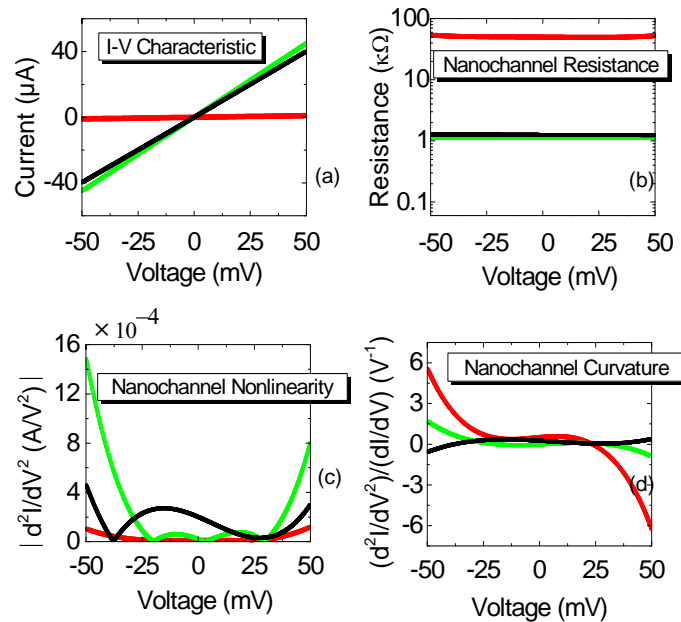 I-V Characteristic
Current (µA)
40
0
-40
(a)
-50 -25 0 25 50
Voltage (mV)
Nanochannel Resistance
Resistance (κΩ)
100
10
1
0.1
(b)
-50 -25 0 25 50
Voltage (mV)
× 10⁻⁴
Nanochannel Nonlinearity
| d²I/dV² (A/V²) |
16
12
8
4
0
(c)
-50 -25 0 25 50
Voltage (mV)
Nanochannel Curvature
(d²I/dV²)/(dI/dV) (V⁻¹)
6
3
0
-3
-6
(d)
-50 -25 0 25 50
Voltage (mV)